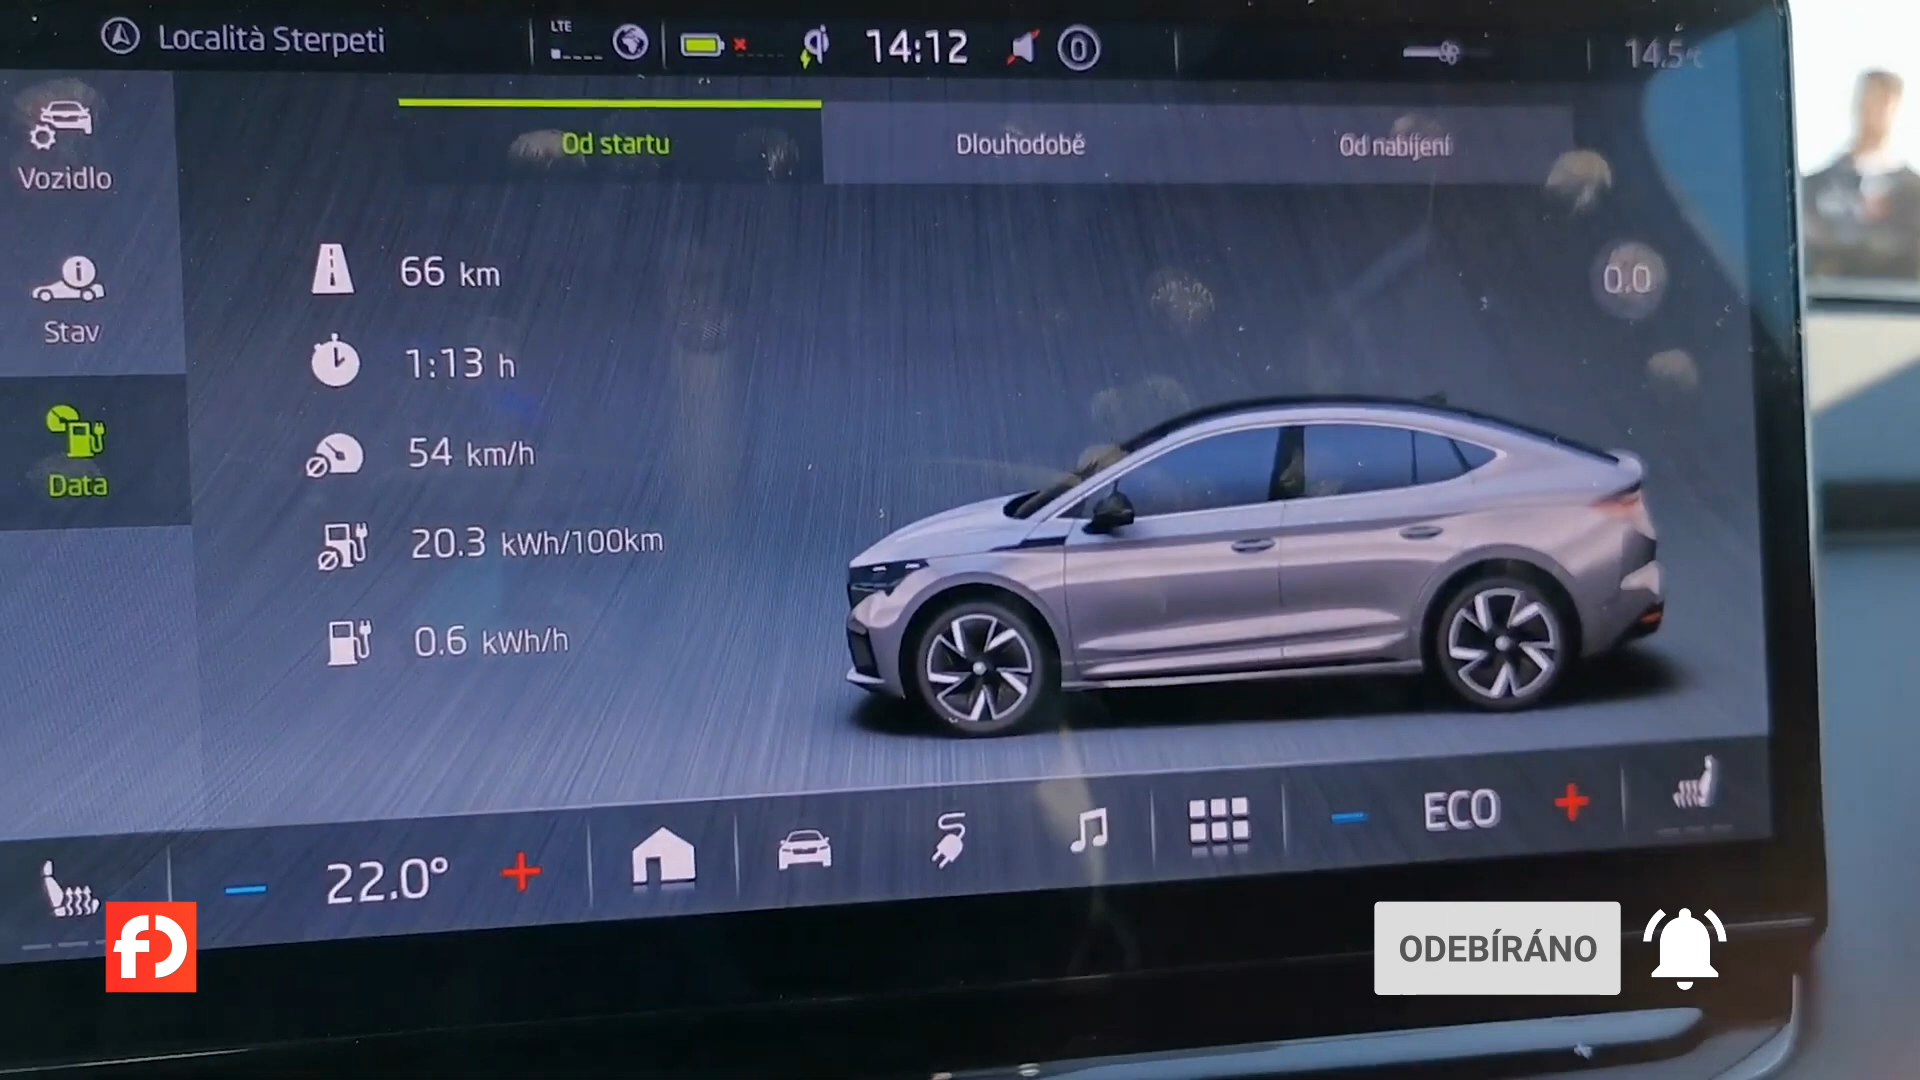 Località Sterpeti
LTE
14:12
0
14.5°C
Od startu
Dlouhodobě
Od nabíjení
Vozidlo
Stav
Data
66 km
1:13 h
54 km/h
20.3 kWh/100km
0.6 kWh/h
0.0
22.0°
ECO
ODEBÍRÁNO